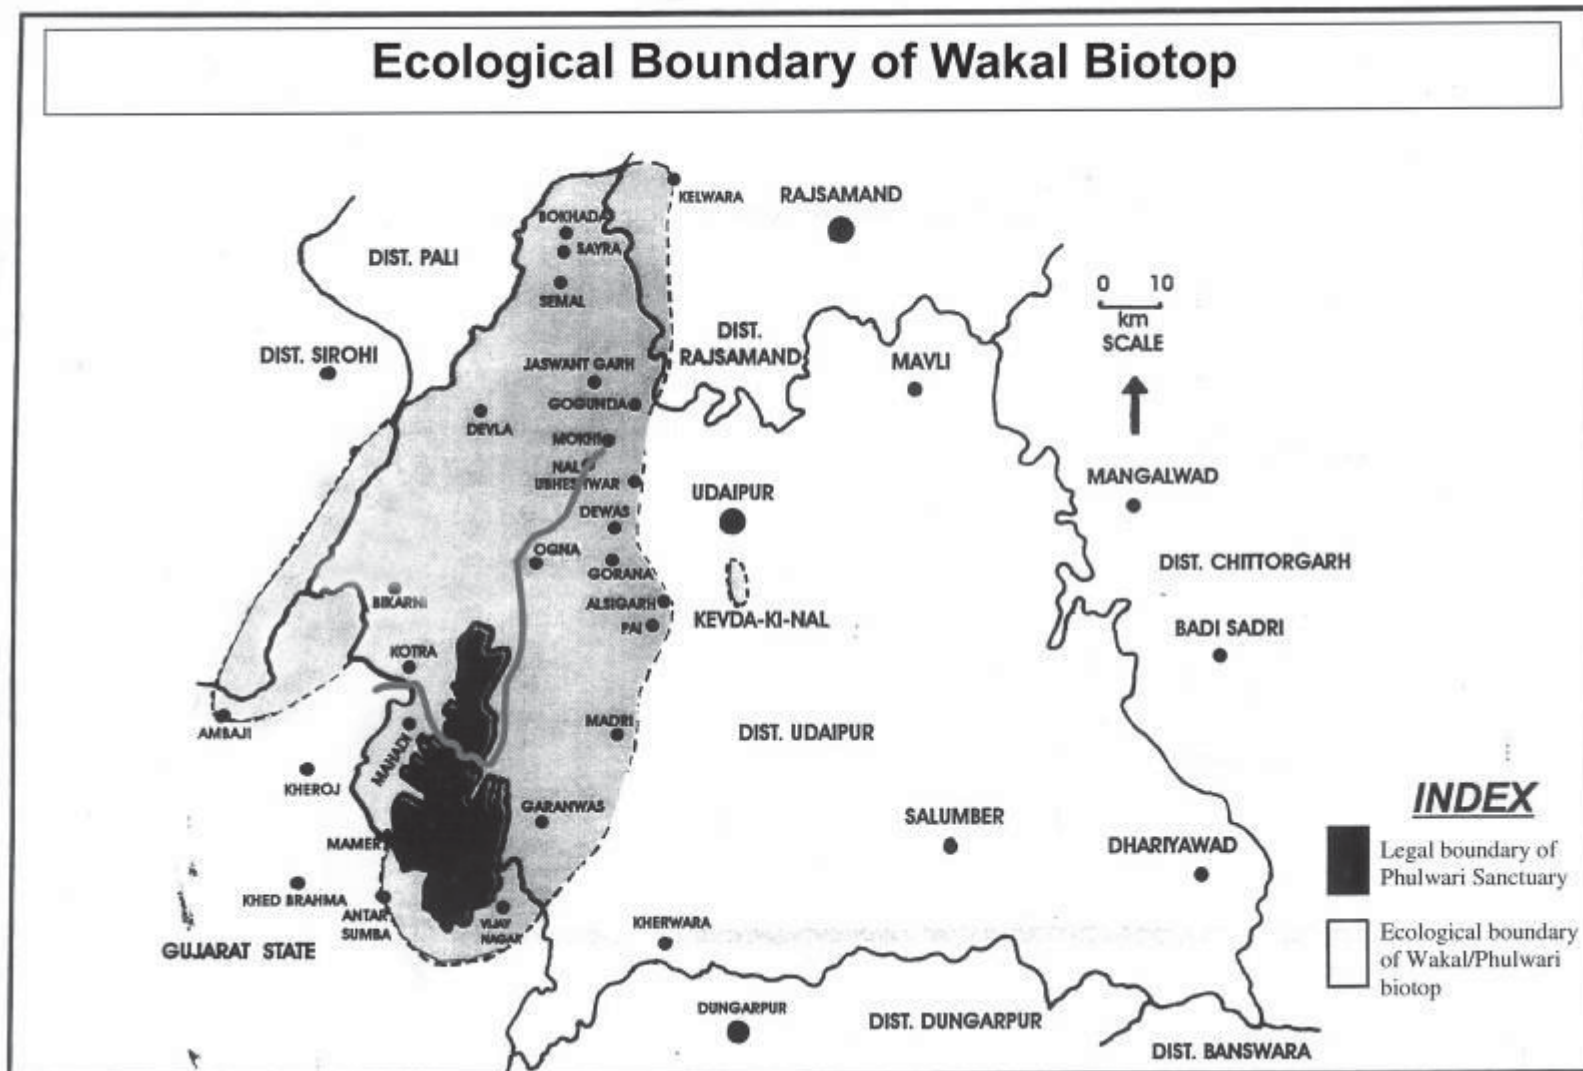 Ecological Boundary of Wakal Biotop
KELWARA
RAJSAMAND
BOKHADA
SAYRA
DIST. PALI
SEMAL
0 10
km
SCALE
DIST. SIROHI
DIST.
RAJSAMAND
JASWANT GARH
MAVLI
GOGUNDA
DEVLA
MOKHI
NAL
UBHESHWAR
UDAIPUR
MANGALWAD
DEWAS
OGNA
GORANA
DIST. CHITTORGARH
BIKARNI
ALSIGARH
PAI
KEVDA-KI-NAL
BADI SADRI
KOTRA
AMBAJI
MADRI
DIST. UDAIPUR
MAHADI
KHEROJ
GARANWAS
SALUMBER
MAMER
DHARIYAWAD
KHED BRAHMA
ANTAR
SUMBA
VIJAY
NAGAR
KHERWARA
GUJARAT STATE
DUNGARPUR
DIST. DUNGARPUR
DIST. BANSWARA
INDEX
Legal boundary of
Phulwari Sanctuary
Ecological boundary
of Wakal/Phulwari
biotop